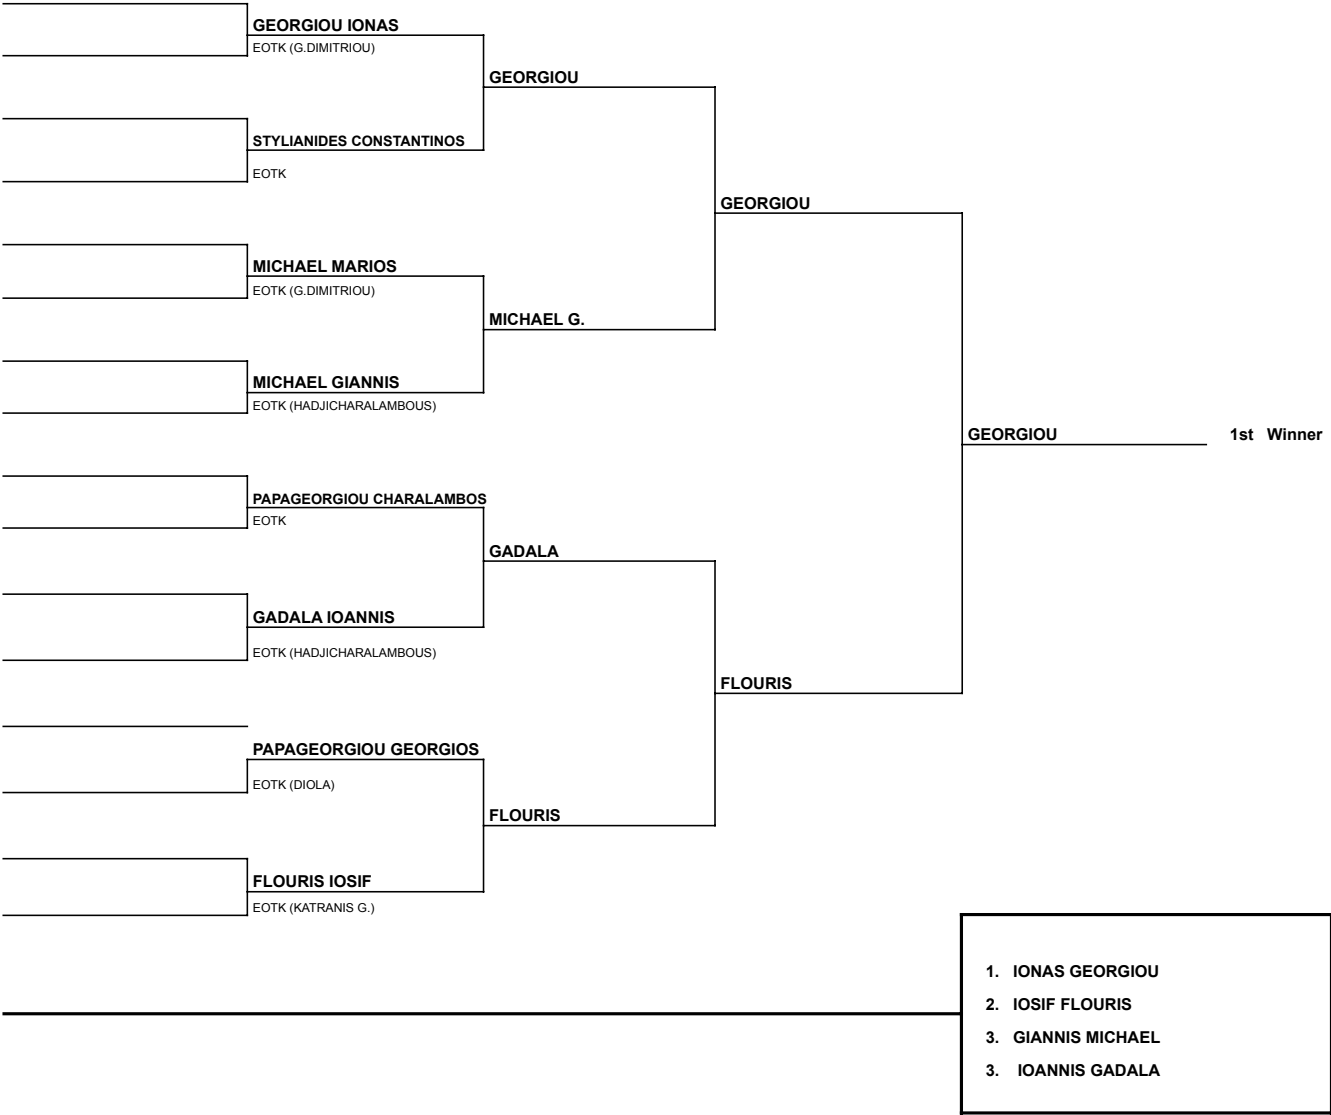 GEORGIOU IONAS
EOTK (G.DIMITRIOU)
GEORGIOU
STYLIANIDES CONSTANTINOS
EOTK
GEORGIOU
MICHAEL MARIOS
EOTK (G.DIMITRIOU)
MICHAEL G.
MICHAEL GIANNIS
EOTK (HADJICHARALAMBOUS)
GEORGIOU 1st Winner
PAPAGEORGIOU CHARALAMBOS
EOTK
GADALA
GADALA IOANNIS
EOTK (HADJICHARALAMBOUS)
FLOURIS
PAPAGEORGIOU GEORGIOS
EOTK (DIOLA)
FLOURIS
FLOURIS IOSIF
EOTK (KATRANIS G.)
1. IONAS GEORGIOU
2. IOSIF FLOURIS
3. GIANNIS MICHAEL
3. IOANNIS GADALA